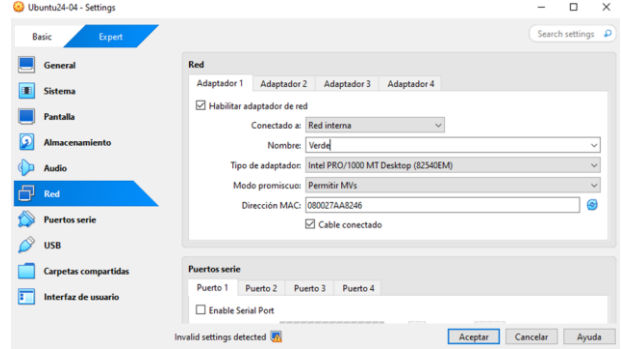 Ubuntu24-04 - Settings
Basic Expert
Search settings
General
Sistema
Pantalla
Almacenamiento
Audio
Red
Puertos serie
USB
Carpetas compartidas
Interfaz de usuario
Red
Adaptador 1 Adaptador 2 Adaptador 3 Adaptador 4
Habilitar adaptador de red
Conectado a: Red interna
Nombre: Verde
Tipo de adaptador: Intel PRO/1000 MT Desktop (82540EM)
Modo promiscuo: Permitir MVs
Dirección MAC: 080027AA8246
Cable conectado
Puertos serie
Puerto 1 Puerto 2 Puerto 3 Puerto 4
Enable Serial Port
Invalid settings detected
Aceptar Cancelar Ayuda